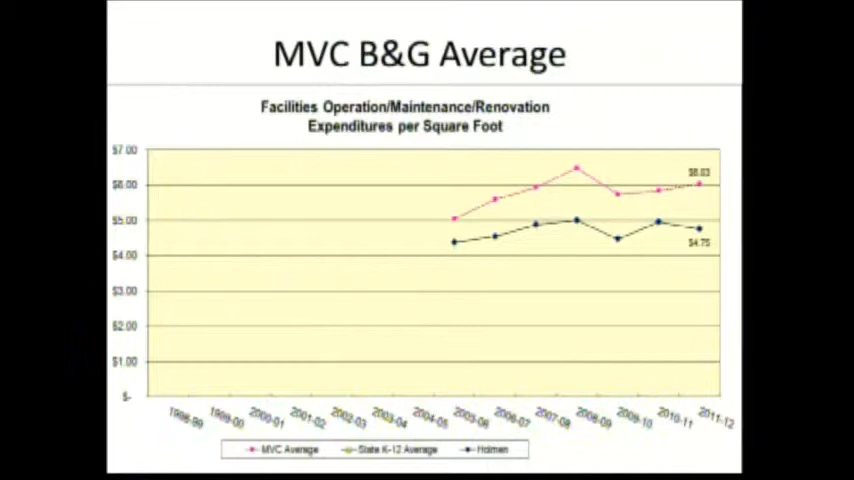 MVC B&G Average
Facilities Operation/Maintenance/Renovation
Expenditures per Square Foot
$7.00
$6.03
$6.00
$5.00
$4.75
$4.00
$3.00
$2.00
$1.00
$-
1998-99 1999-00 2000-01 2001-02 2002-03 2003-04 2004-05 2005-06 2006-07 2007-08 2008-09 2009-10 2010-11 2011-12
MVC Average State K-12 Average Holmen